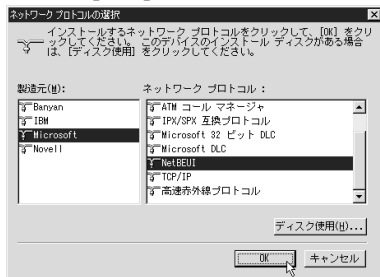 ネットワーク プロトコルの選択
インストールするネットワーク プロトコルをクリックして、[OK] をクリ
ックしてください。このデバイスのインストール ディスクがある場合
は、[ディスク使用] をクリックしてください。
製造元(M):
ネットワーク プロトコル :
Banyan
IBM
Microsoft
Novell
ATM コール マネージャ
IPX/SPX 互換プロトコル
Microsoft 32 ビット DLC
Microsoft DLC
NetBEUI
TCP/IP
高速赤外線プロトコル
ディスク使用(H)...
OK
キャンセル